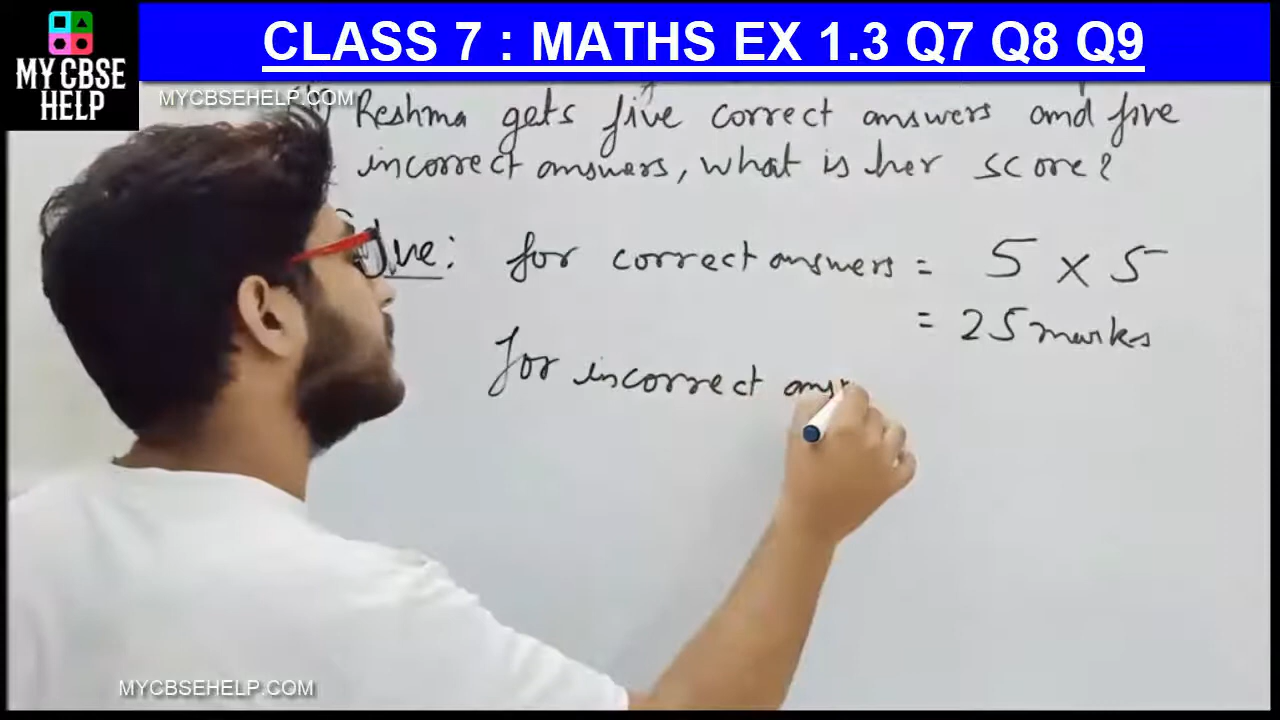 CLASS 7 : MATHS EX 1.3 Q7 Q8 Q9
MY CBSE
HELP
MYCBSEHELP.COM
Reshma gets five correct answers and five
incorrect answers, what is her score?
for correct answers = 5 × 5
= 25 marks
for incorrect ans
MYCBSEHELP.COM